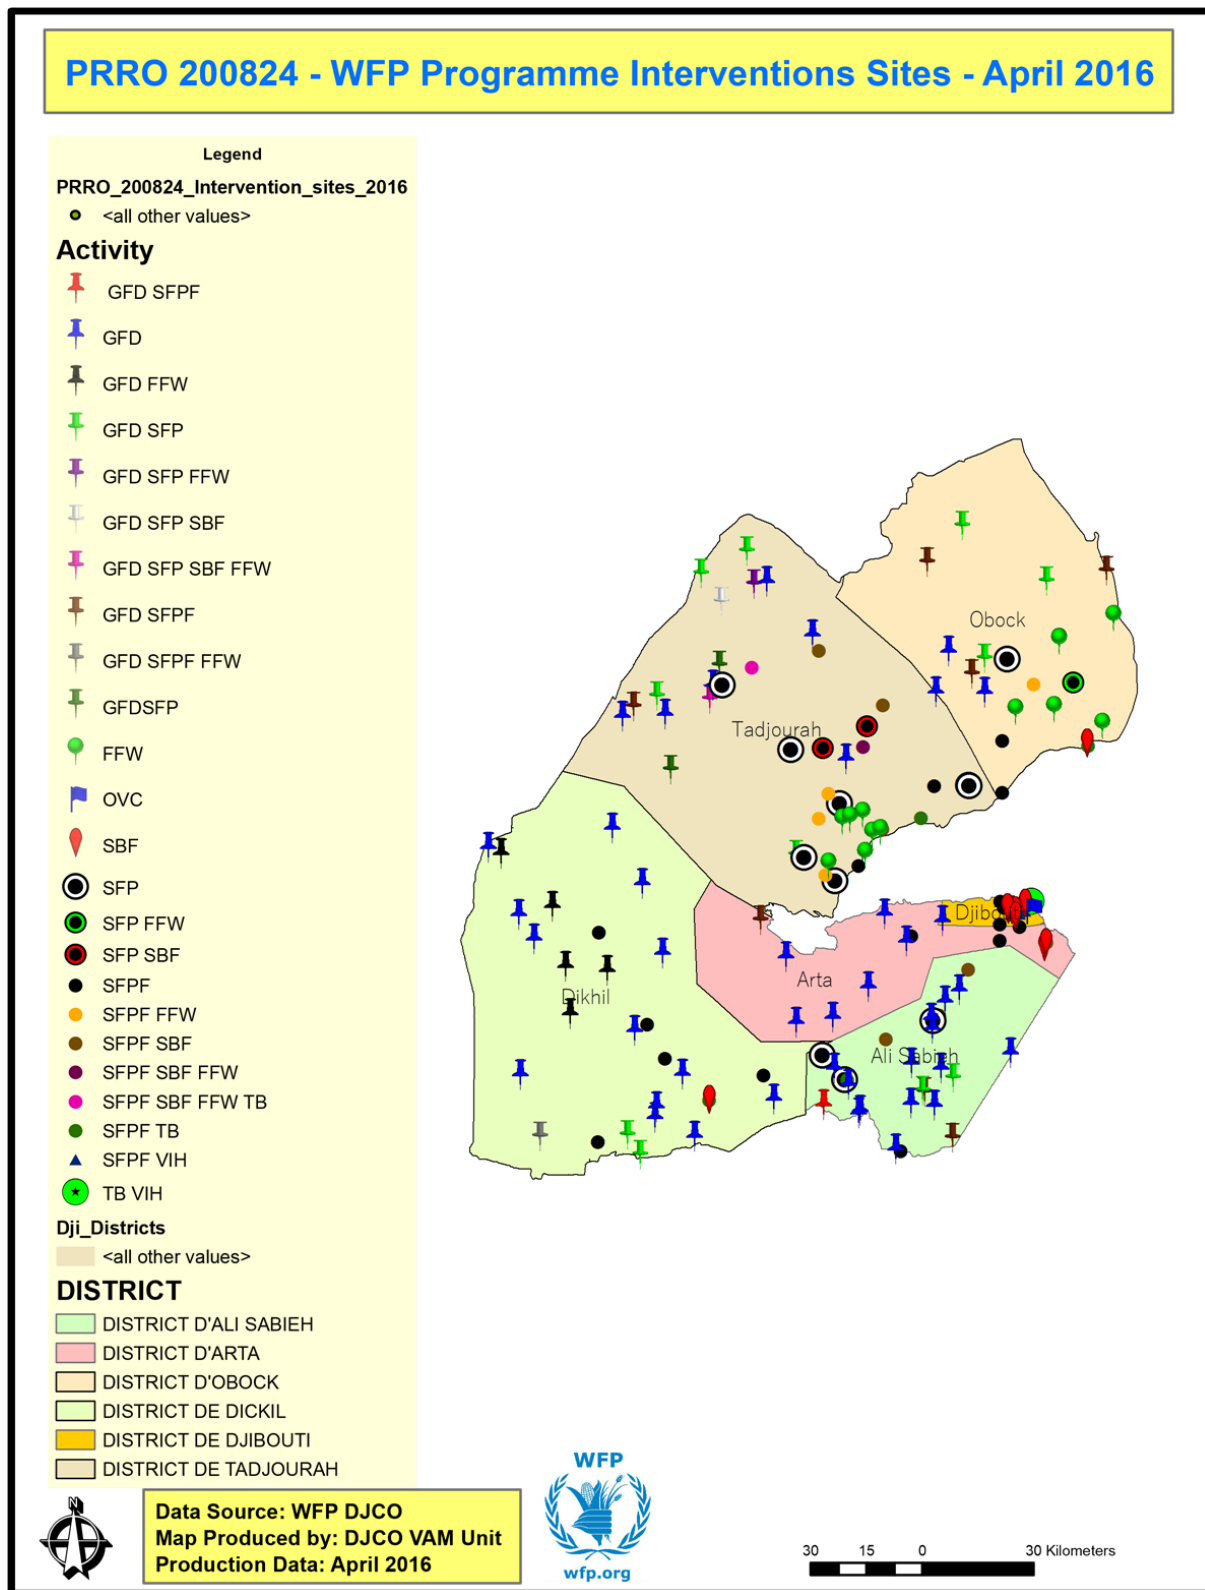 PRRO 200824 - WFP Programme Interventions Sites - April 2016
Legend
PRRO_200824_Intervention_sites_2016
<all other values>
Activity
GFD SFPF
GFD
GFD FFW
GFD SFP
GFD SFP FFW
GFD SFP SBF
GFD SFP SBF FFW
GFD SFPF
GFD SFPF FFW
GFDSFP
FFW
OVC
SBF
SFP
SFP FFW
SFP SBF
SFPF
SFPF FFW
SFPF SBF
SFPF SBF FFW
SFPF SBF FFW TB
SFPF TB
SFPF VIH
TB VIH
Dji_Districts
<all other values>
DISTRICT
DISTRICT D'ALI SABIEH
DISTRICT D'ARTA
DISTRICT D'OBOCK
DISTRICT DE DICKIL
DISTRICT DE DJIBOUTI
DISTRICT DE TADJOURAH
Obock
Tadjourah
Djibouti
Arta
Dikhil
Ali Sabieh
N
Data Source: WFP DJCO
Map Produced by: DJCO VAM Unit
Production Data: April 2016
WFP
wfp.org
30 15 0 30 Kilometers